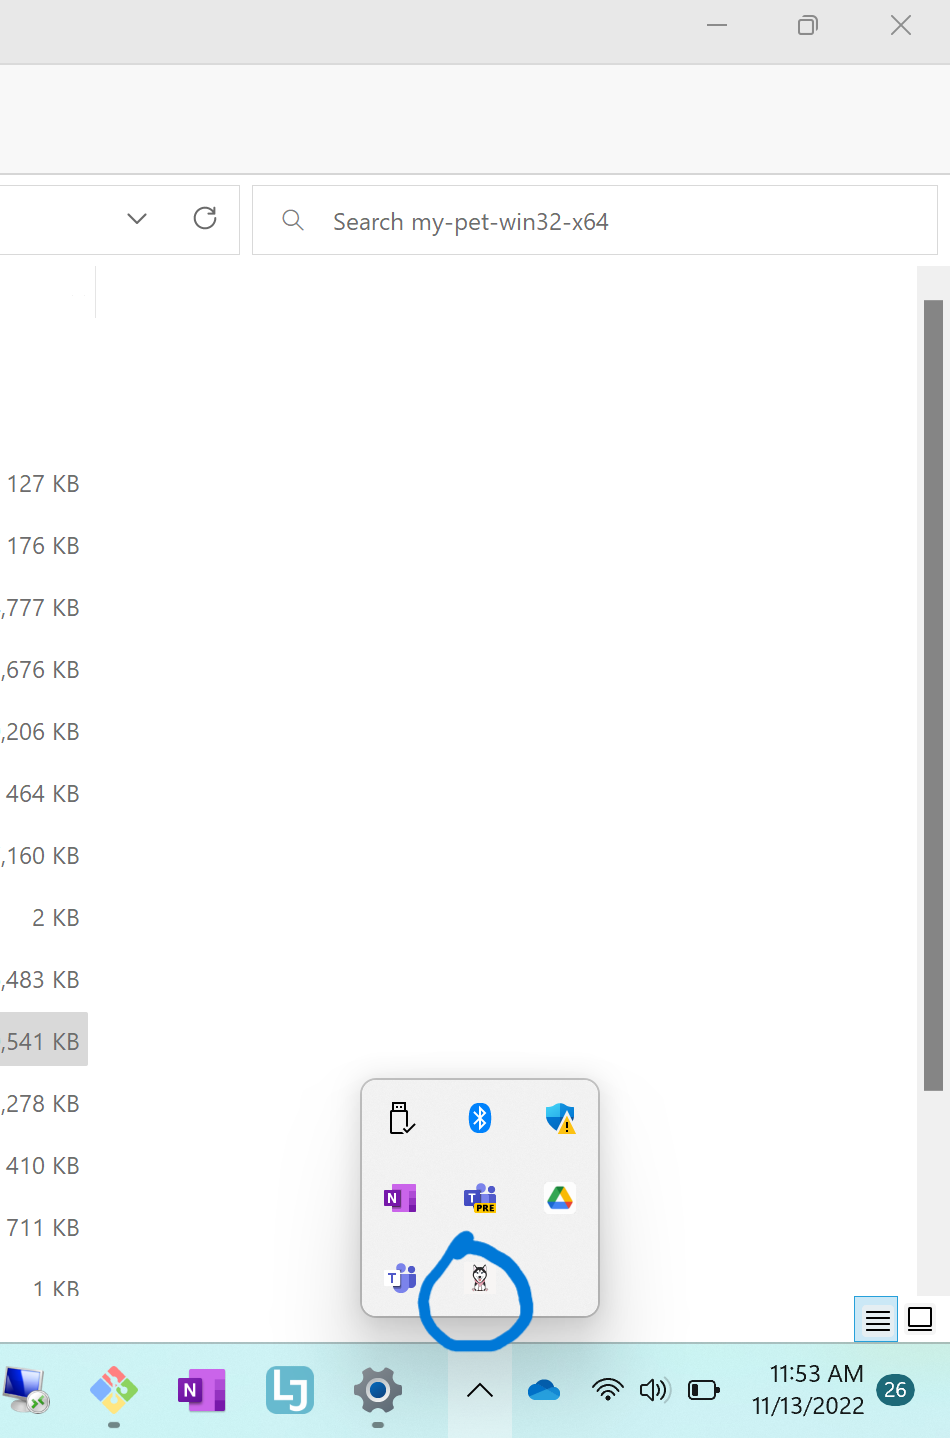 Search my-pet-win32-x64
127 KB
176 KB
,777 KB
,676 KB
,206 KB
464 KB
,160 KB
2 KB
,483 KB
,541 KB
,278 KB
410 KB
711 KB
1 KB
N
T
PRE
T
N
LJ
11:53 AM
11/13/2022
26